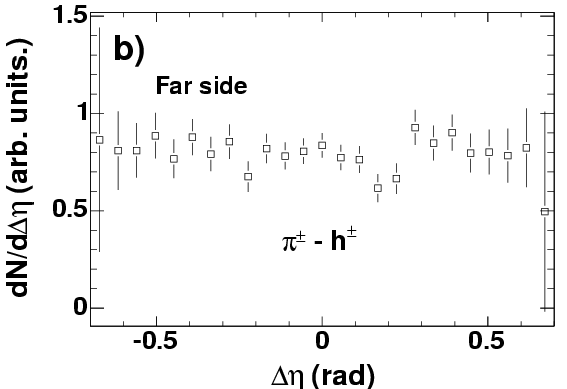 b)
Far side
π± - h±
dN/dΔη (arb. units.)
1.5
1
0.5
0
-0.5 0 0.5
Δη (rad)